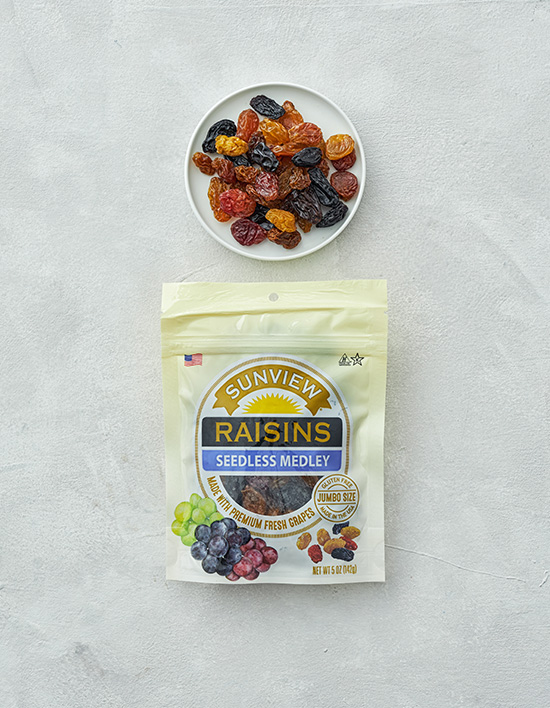 SUNVIEW
RAISINS
SEEDLESS MEDLEY
MADE WITH PREMIUM FRESH GRAPES
GLUTEN FREE
JUMBO SIZE
MADE IN THE USA
NET WT 5 OZ (142g)